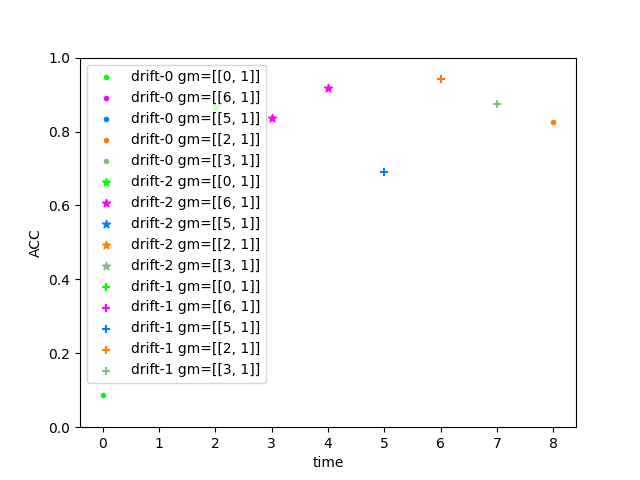 1.0
0.8
0.6
0.4
0.2
0.0
ACC
drift-0 gm=[[0, 1]]
drift-0 gm=[[6, 1]]
drift-0 gm=[[5, 1]]
drift-0 gm=[[2, 1]]
drift-0 gm=[[3, 1]]
drift-2 gm=[[0, 1]]
drift-2 gm=[[6, 1]]
drift-2 gm=[[5, 1]]
drift-2 gm=[[2, 1]]
drift-2 gm=[[3, 1]]
drift-1 gm=[[0, 1]]
drift-1 gm=[[6, 1]]
drift-1 gm=[[5, 1]]
drift-1 gm=[[2, 1]]
drift-1 gm=[[3, 1]]
0 1 2 3 4 5 6 7 8
time